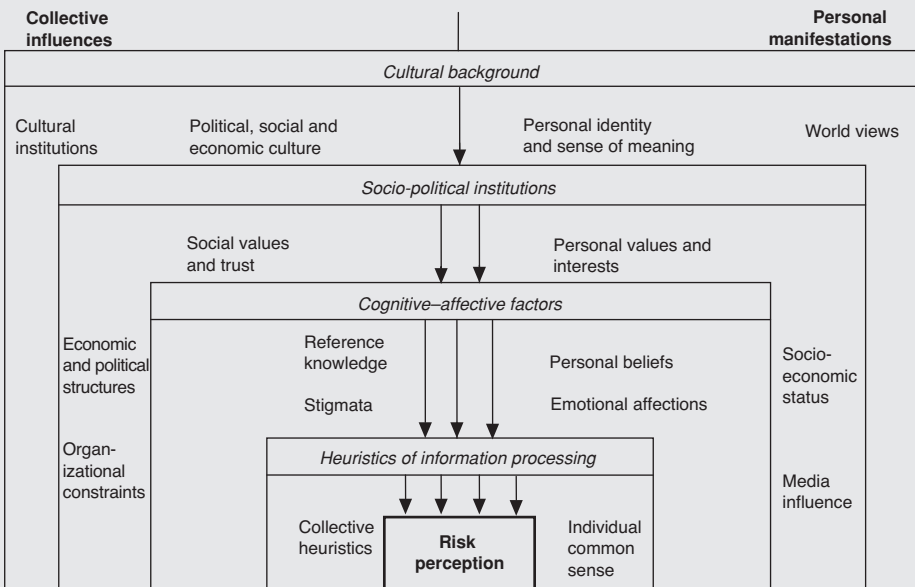 Collective
influences
Personal
manifestations
Cultural background
Cultural
institutions
Political, social and
economic culture
Personal identity
and sense of meaning
World views
Socio-political institutions
Social values
and trust
Personal values and
interests
Cognitive–affective factors
Economic
and political
structures
Reference
knowledge
Stigmata
Personal beliefs
Emotional affections
Socio-
economic
status
Heuristics of information processing
Organ-
izational
constraints
Media
influence
Collective
heuristics
Risk
perception
Individual
common
sense